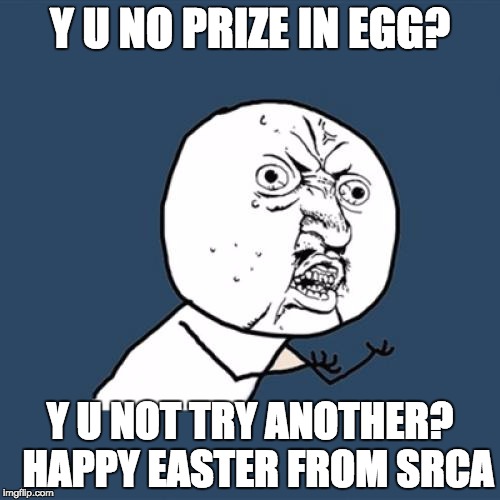 Y U NO PRIZE IN EGG?
Y U NOT TRY ANOTHER?
HAPPY EASTER FROM SRCA
imgflip.com